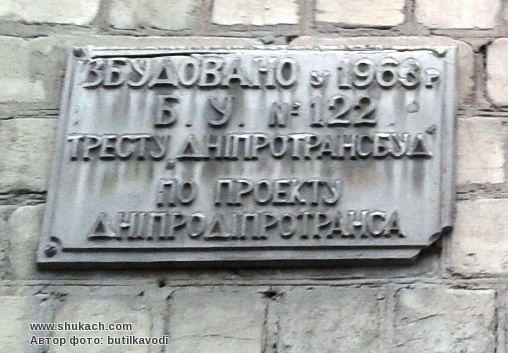 ЗБУДОВАНО у 1963 р
Б. У. № 122
ТРЕСТУ „ДНІПРОТРАНСБУД"
ПО ПРОЕКТУ
ДНІПРОДІПРОТРАНСА
www.shukach.com
Автор фото: butilkavodi